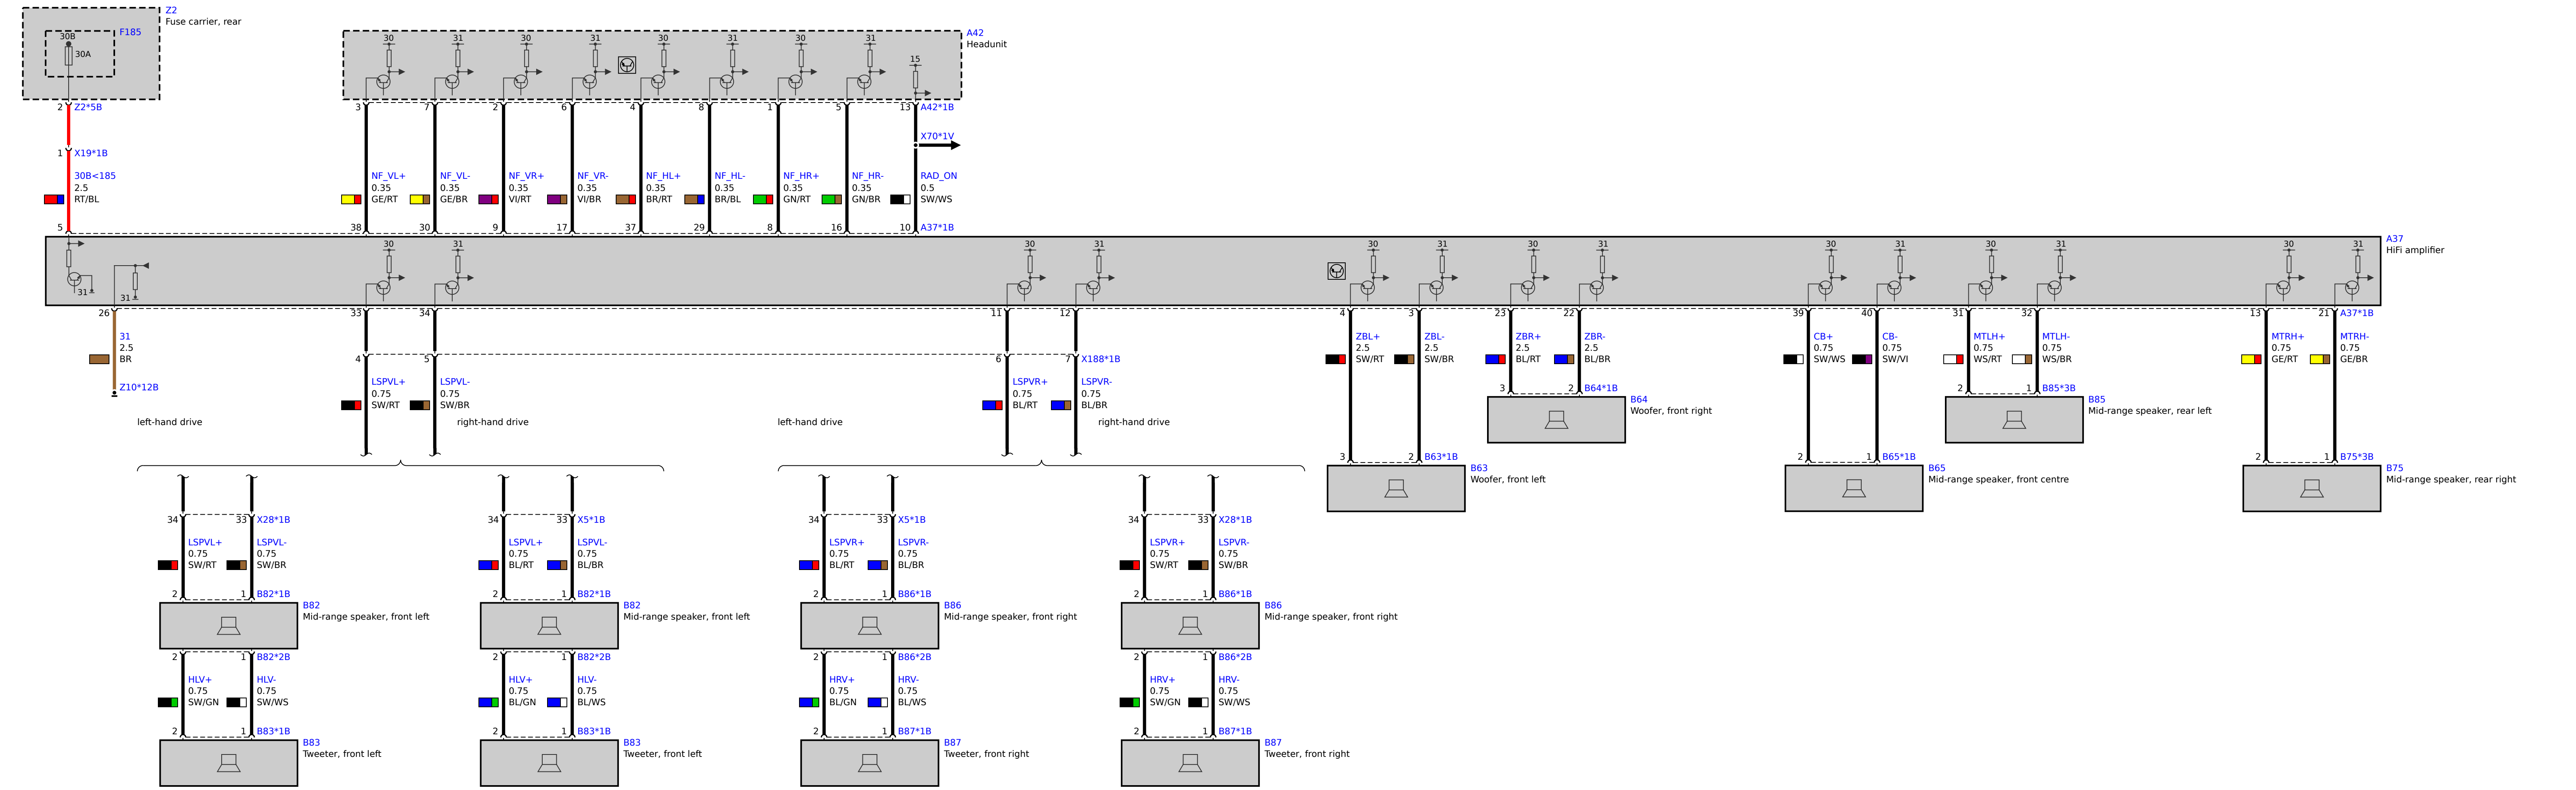 Z2
Fuse carrier, rear
F185
30B
30A
A42
Headunit
30 31 30 31 30 31 30 31
15
2 Z2*5B
3 7 2 6 4 8 1 5 13 A42*1B
X70*1V
1 X19*1B
30B<185 NF_VL+ NF_VL- NF_VR+ NF_VR- NF_HL+ NF_HL- NF_HR+ NF_HR- RAD_ON
2.5 0.35 0.35 0.35 0.35 0.35 0.35 0.35 0.35 0.5
RT/BL GE/RT GE/BR VI/RT VI/BR BR/RT BR/BL GN/RT GN/BR SW/WS
5 38 30 9 17 37 29 8 16 10 A37*1B
A37
HiFi amplifier
30 31 30 31 30 31 30 31 30 31 30 31 30 31
31 31
26 33 34 11 12 4 3 23 22 39 40 31 32 13 21 A37*1B
31 ZBL+ ZBL- ZBR+ ZBR- CB+ CB- MTLH+ MTLH- MTRH+ MTRH-
2.5 2.5 2.5 2.5 2.5 0.75 0.75 0.75 0.75 0.75 0.75
BR SW/RT SW/BR BL/RT BL/BR SW/WS SW/VI WS/RT WS/BR GE/RT GE/BR
4 5 6 7 X188*1B
Z10*12B
LSPVL+ LSPVL- LSPVR+ LSPVR-
0.75 0.75 0.75 0.75
SW/RT SW/BR BL/RT BL/BR
3 2 B64*1B
2 1 B85*3B
B64
Woofer, front right
B85
Mid-range speaker, rear left
left-hand drive right-hand drive left-hand drive right-hand drive
3 2 B63*1B
2 1 B65*1B
2 1 B75*3B
B63
Woofer, front left
B65
Mid-range speaker, front centre
B75
Mid-range speaker, rear right
34 33 X28*1B 34 33 X5*1B 34 33 X5*1B 34 33 X28*1B
LSPVL+ LSPVL- LSPVL+ LSPVL- LSPVR+ LSPVR- LSPVR+ LSPVR-
0.75 0.75 0.75 0.75 0.75 0.75 0.75 0.75
SW/RT SW/BR BL/RT BL/BR BL/RT BL/BR SW/RT SW/BR
2 1 B82*1B 2 1 B82*1B 2 1 B86*1B 2 1 B86*1B
B82 B82 B86 B86
Mid-range speaker, front left Mid-range speaker, front left Mid-range speaker, front right Mid-range speaker, front right
2 1 B82*2B 2 1 B82*2B 2 1 B86*2B 2 1 B86*2B
HLV+ HLV- HLV+ HLV- HRV+ HRV- HRV+ HRV-
0.75 0.75 0.75 0.75 0.75 0.75 0.75 0.75
SW/GN SW/WS BL/GN BL/WS BL/GN BL/WS SW/GN SW/WS
2 1 B83*1B 2 1 B83*1B 2 1 B87*1B 2 1 B87*1B
B83 B83 B87 B87
Tweeter, front left Tweeter, front left Tweeter, front right Tweeter, front right